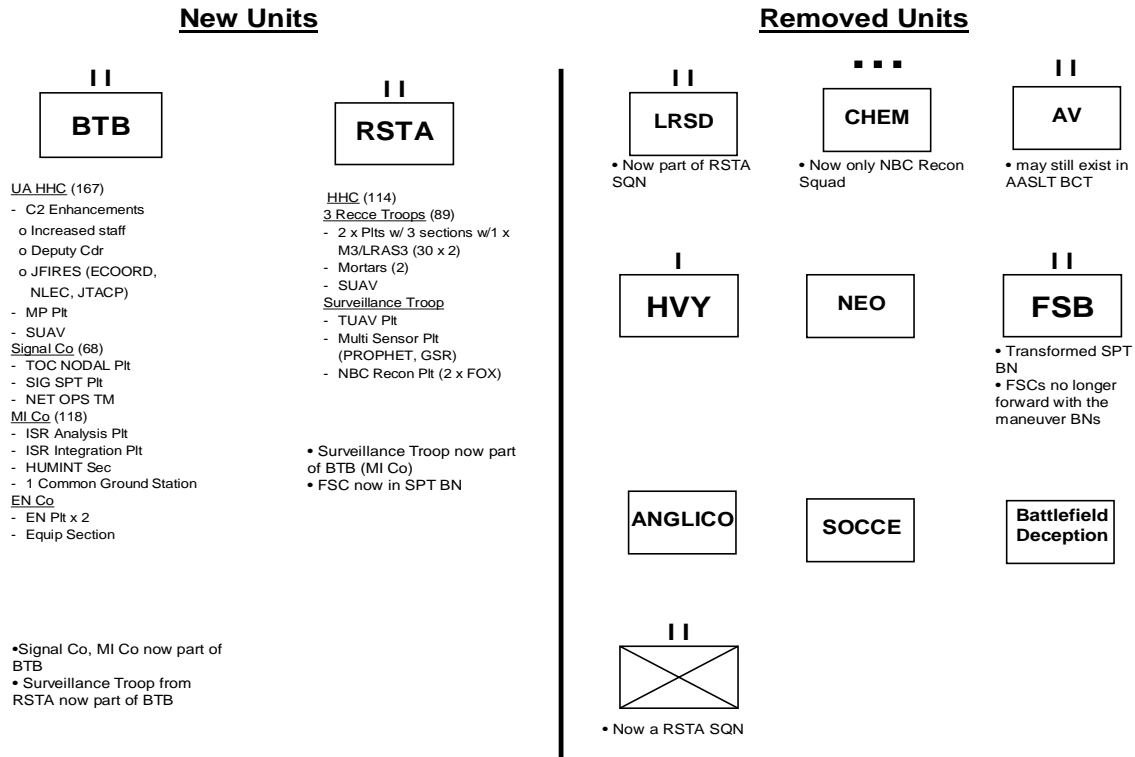 New Units
BTB
UA HHC (167)
- C2 Enhancements
o Increased staff
o Deputy Cdr
o JFIRES (ECOORD,
NLEC, JTACP)
- MP Plt
- SUAV
Signal Co (68)
- TOC NODAL Plt
- SIG SPT Plt
- NET OPS TM
MI Co (118)
- ISR Analysis Plt
- ISR Integration Plt
- HUMINT Sec
- 1 Common Ground Station
EN Co
- EN Plt x 2
- Equip Section
•Signal Co, MI Co now part of
BTB
• Surveillance Troop from
RSTA now part of BTB
RSTA
HHC (114)
3 Recce Troops (89)
- 2 x Plts w/ 3 sections w/1 x
M3/LRAS3 (30 x 2)
- Mortars (2)
- SUAV
Surveillance Troop
- TUAV Plt
- Multi Sensor Plt
(PROPHET, GSR)
- NBC Recon Plt (2 x FOX)
• Surveillance Troop now part
of BTB (MI Co)
• FSC now in SPT BN
Removed Units
LRSD
• Now part of RSTA
SQN
CHEM
• Now only NBC Recon
Squad
AV
• may still exist in
AASLT BCT
HVY
NEO
FSB
• Transformed SPT
BN
• FSCs no longer
forward with the
maneuver BNs
ANGLICO
SOCCE
Battlefield
Deception
• Now a RSTA SQN